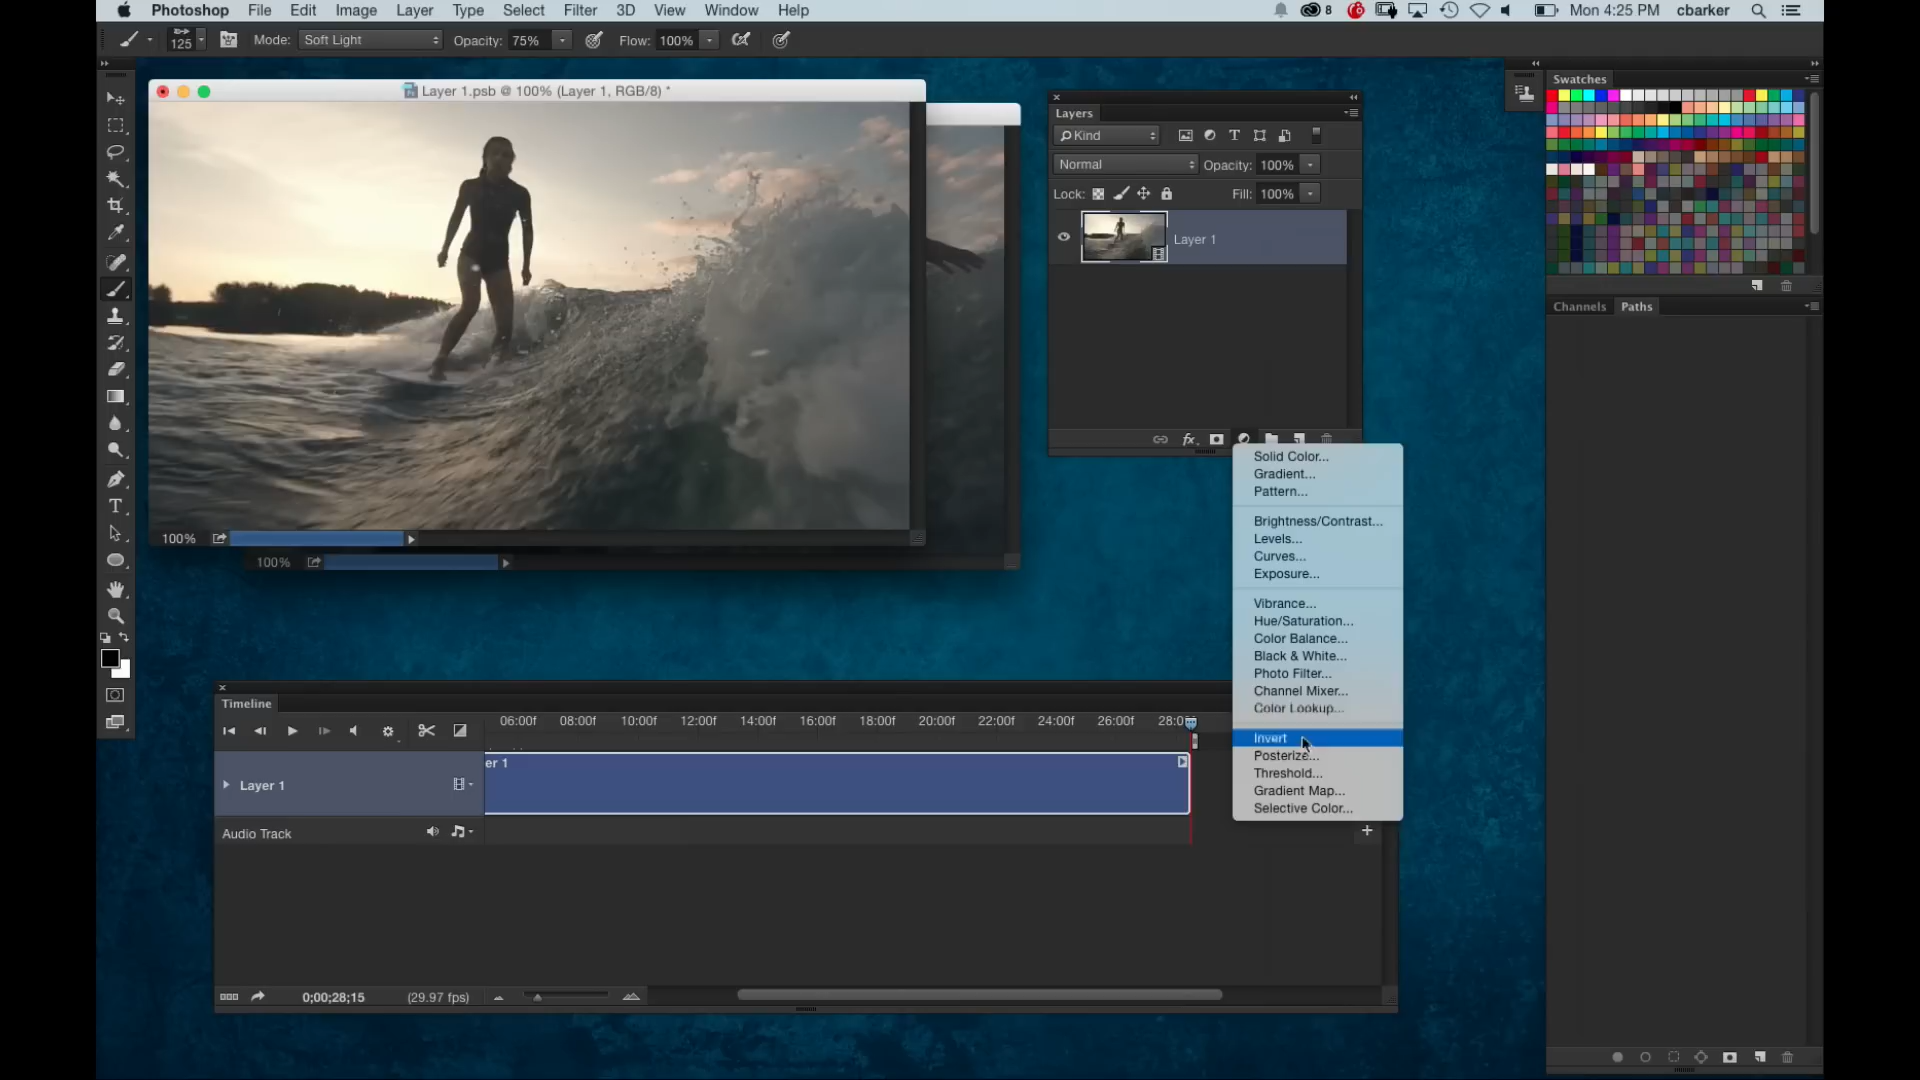 Photoshop File Edit Image Layer Type Select Filter 3D View Window Help 8 Mon 4:25 PM cbarker
125 Mode: Soft Light Opacity: 75% Flow: 100%
Layer 1.psb @ 100% (Layer 1, RGB/8) *
100%
100%
Layers
Kind
Normal Opacity: 100%
Lock: Fill: 100%
Layer 1
fx
Solid Color...
Gradient...
Pattern...
Brightness/Contrast...
Levels...
Curves...
Exposure...
Vibrance...
Hue/Saturation...
Color Balance...
Black & White...
Photo Filter...
Channel Mixer...
Color Lookup...
Invert
Posterize...
Threshold...
Gradient Map...
Selective Color...
Swatches
Channels Paths
Timeline
06:00f 08:00f 10:00f 12:00f 14:00f 16:00f 18:00f 20:00f 22:00f 24:00f 26:00f 28:0
er 1
Layer 1
Audio Track
0;00;28;15 (29.97 fps)